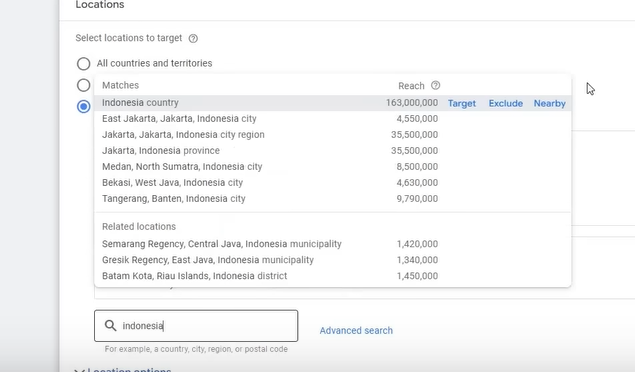 Locations
Select locations to target
All countries and territories
Matches Reach
Indonesia country 163,000,000 Target Exclude Nearby
East Jakarta, Jakarta, Indonesia city 4,550,000
Jakarta, Jakarta, Indonesia city region 35,500,000
Jakarta, Indonesia province 35,500,000
Medan, North Sumatra, Indonesia city 8,500,000
Bekasi, West Java, Indonesia city 4,630,000
Tangerang, Banten, Indonesia city 9,790,000
Related locations
Semarang Regency, Central Java, Indonesia municipality 1,420,000
Gresik Regency, East Java, Indonesia municipality 1,340,000
Batam Kota, Riau Islands, Indonesia district 1,450,000
indonesia Advanced search
For example, a country, city, region, or postal code
Location options